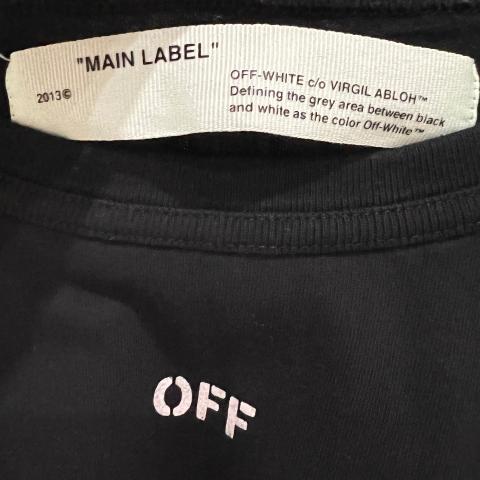 "MAIN LABEL"
2013©
OFF-WHITE c/o VIRGIL ABLOH™
Defining the grey area between black
and white as the color Off-White™
OFF